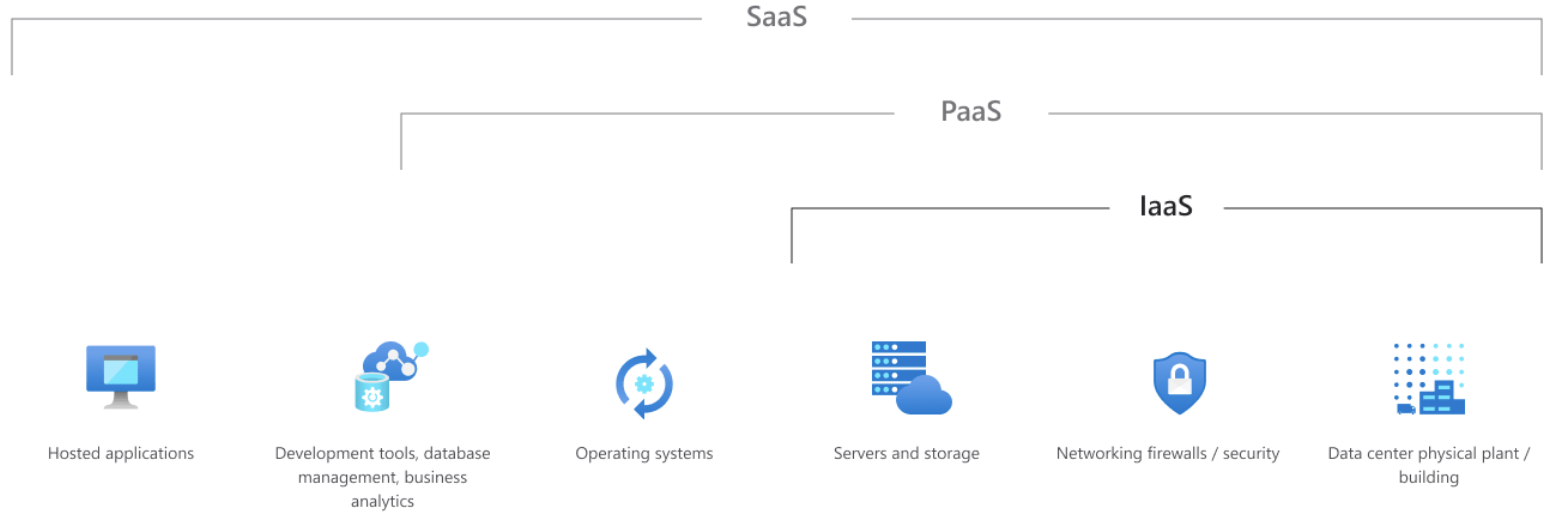 SaaS
PaaS
IaaS
Hosted applications
Development tools, database
management, business
analytics
Operating systems
Servers and storage
Networking firewalls / security
Data center physical plant /
building